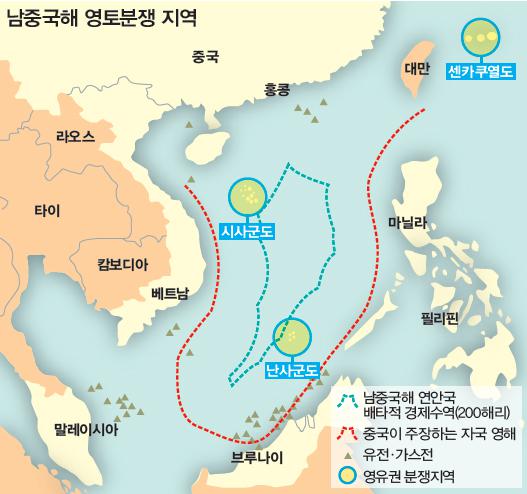 남중국해 영토분쟁 지역
중국
대만
센카쿠열도
홍콩
라오스
타이
시사군도
마닐라
캄보디아
베트남
필리핀
난사군도
말레이시아
브루나이
남중국해 연안국
배타적 경제수역(200해리)
중국이 주장하는 자국 영해
유전·가스전
영유권 분쟁지역